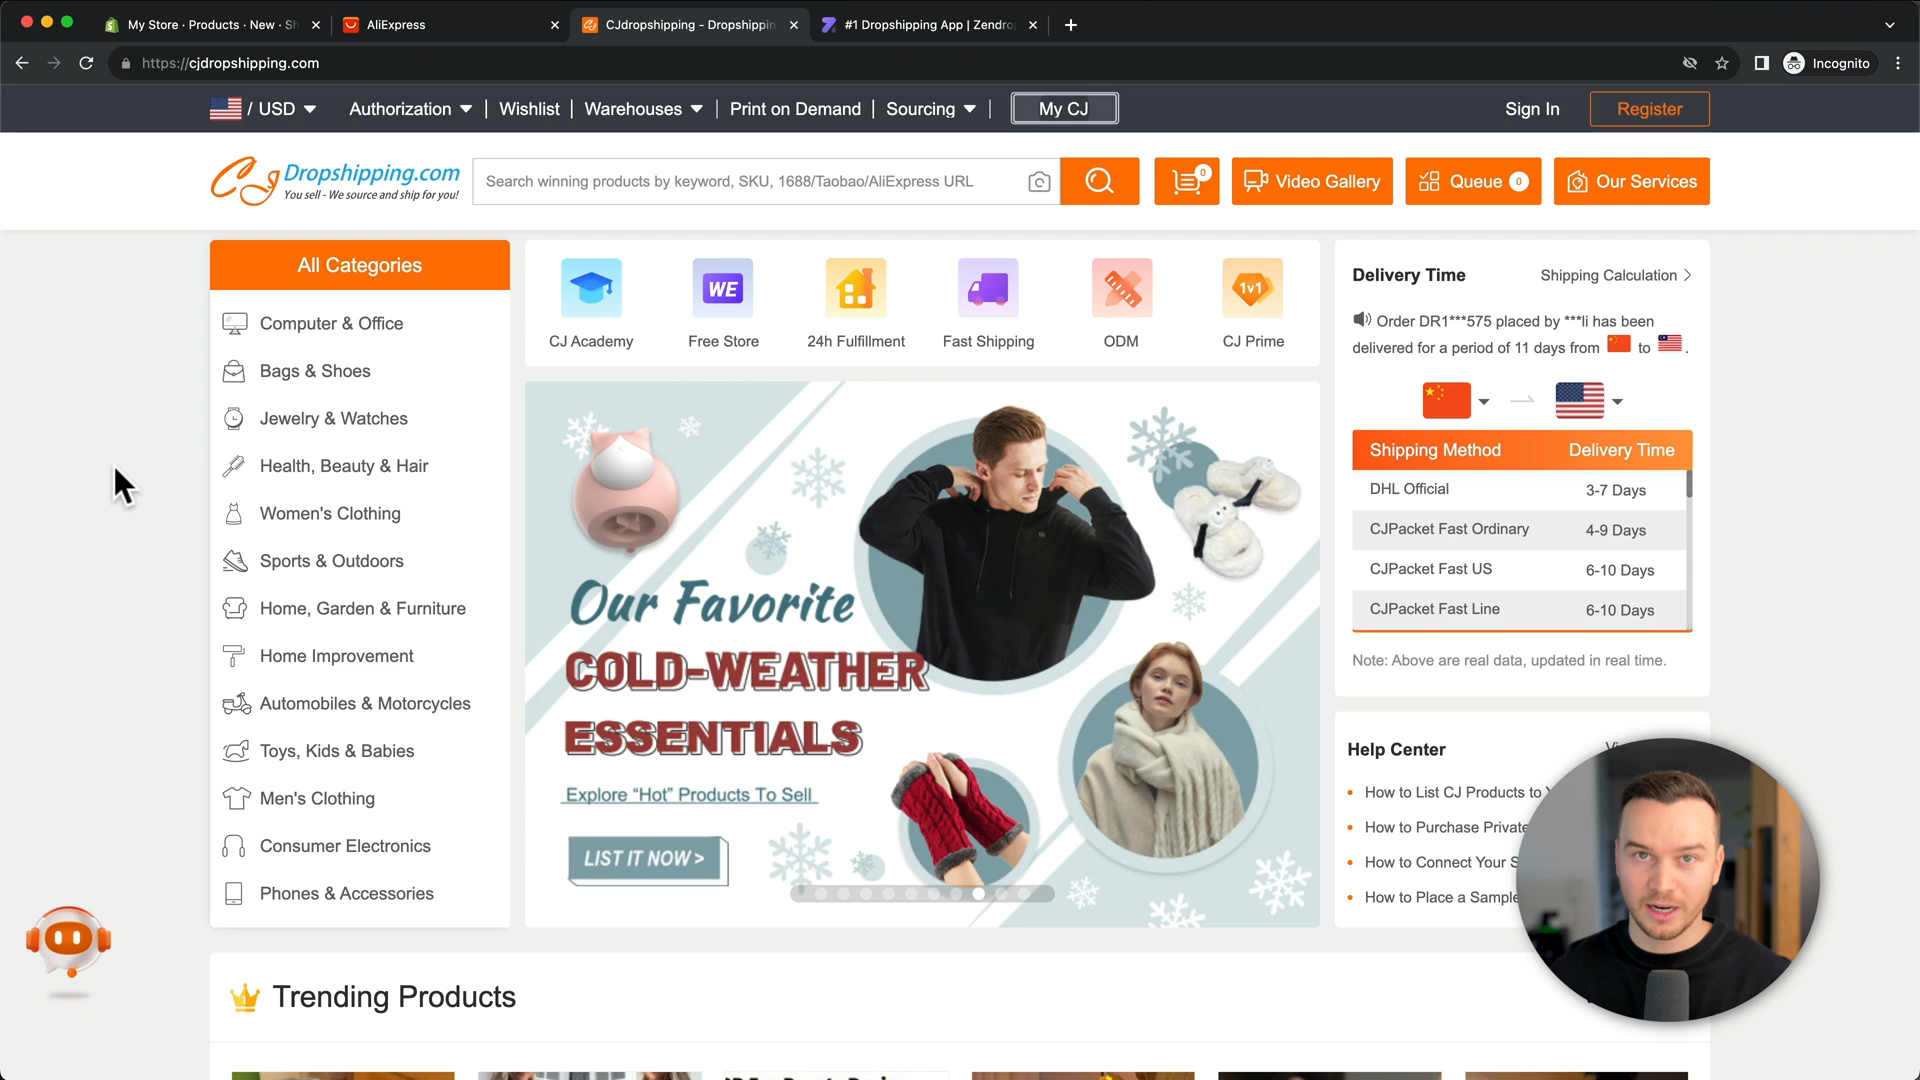 My Store · Products · New · Sh
AliExpress
CJdropshipping - Dropshippin
#1 Dropshipping App | Zendro
https://cjdropshipping.com
Incognito
/ USD
Authorization
Wishlist
Warehouses
Print on Demand
Sourcing
My CJ
Sign In
Register
CJ Dropshipping.com
You sell - We source and ship for you!
Search winning products by keyword, SKU, 1688/Taobao/AliExpress URL
0
Video Gallery
Queue 0
Our Services
All Categories
Computer & Office
Bags & Shoes
Jewelry & Watches
Health, Beauty & Hair
Women's Clothing
Sports & Outdoors
Home, Garden & Furniture
Home Improvement
Automobiles & Motorcycles
Toys, Kids & Babies
Men's Clothing
Consumer Electronics
Phones & Accessories
WE
1v1
CJ Academy
Free Store
24h Fulfillment
Fast Shipping
ODM
CJ Prime
Our Favorite
COLD-WEATHER
ESSENTIALS
Explore “Hot” Products To Sell
LIST IT NOW >
Delivery Time
Shipping Calculation
Order DR1***575 placed by ***li has been
delivered for a period of 11 days from to .
Shipping Method Delivery Time
DHL Official 3-7 Days
CJPacket Fast Ordinary 4-9 Days
CJPacket Fast US 6-10 Days
CJPacket Fast Line 6-10 Days
Note: Above are real data, updated in real time.
Help Center
How to List CJ Products to
How to Purchase Private
How to Connect Your S
How to Place a Sample
Trending Products